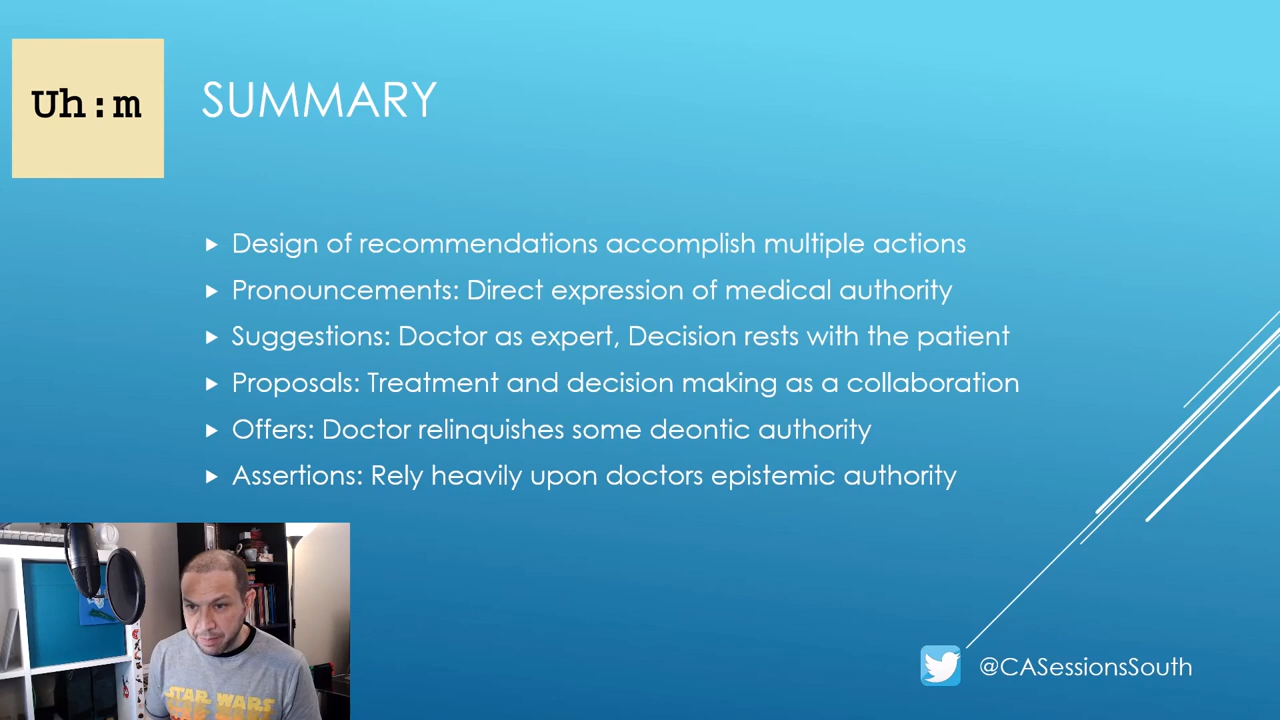 Uh:m
SUMMARY
Design of recommendations accomplish multiple actions
Pronouncements: Direct expression of medical authority
Suggestions: Doctor as expert, Decision rests with the patient
Proposals: Treatment and decision making as a collaboration
Offers: Doctor relinquishes some deontic authority
Assertions: Rely heavily upon doctors epistemic authority
STAR WARS
@CASessionsSouth